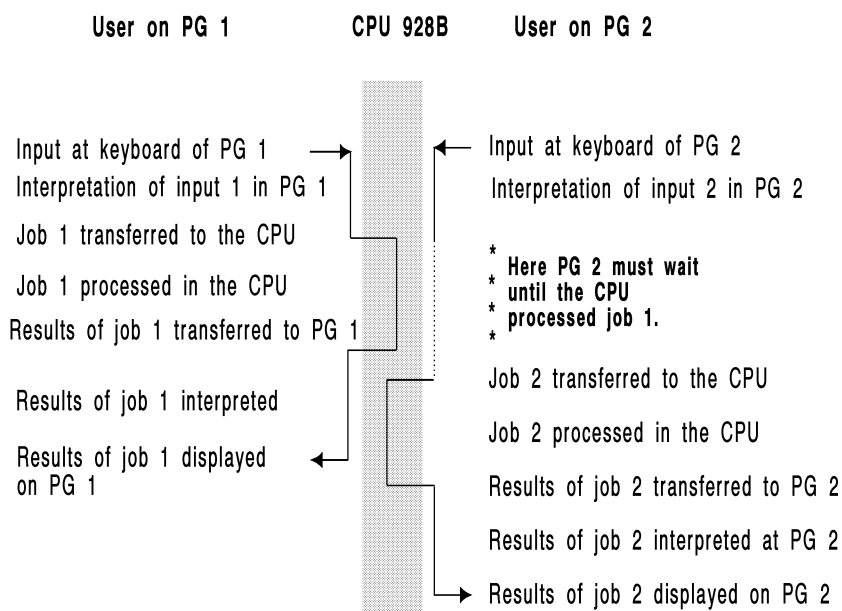 User on PG 1 CPU 928B User on PG 2
Input at keyboard of PG 1
Interpretation of input 1 in PG 1
Job 1 transferred to the CPU
Job 1 processed in the CPU
Results of job 1 transferred to PG 1
Results of job 1 interpreted
Results of job 1 displayed
on PG 1
Input at keyboard of PG 2
Interpretation of input 2 in PG 2
*
Here PG 2 must wait
* until the CPU
* processed job 1.
*
Job 2 transferred to the CPU
Job 2 processed in the CPU
Results of job 2 transferred to PG 2
Results of job 2 interpreted at PG 2
Results of job 2 displayed on PG 2